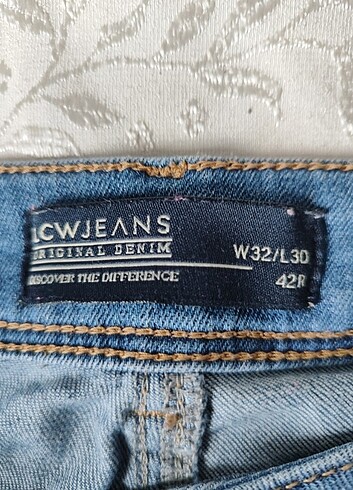 LCWJEANS
ORIGINAL DENIM
DISCOVER THE DIFFERENCE
W32/L30
42R